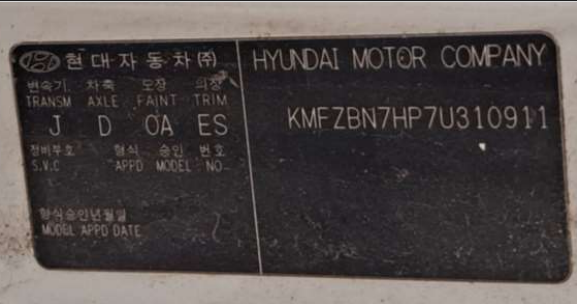 현대자동차(주) HYUNDAI MOTOR COMPANY
변속기 차축 도장 의장
TRANSM AXLE PAINT TRIM
J D OA ES
KMFZBN7HP7U310911
정비부호 형식 승인 번호
S.V.C APPD MODEL NO
형식승인년월일
MODEL APPD DATE